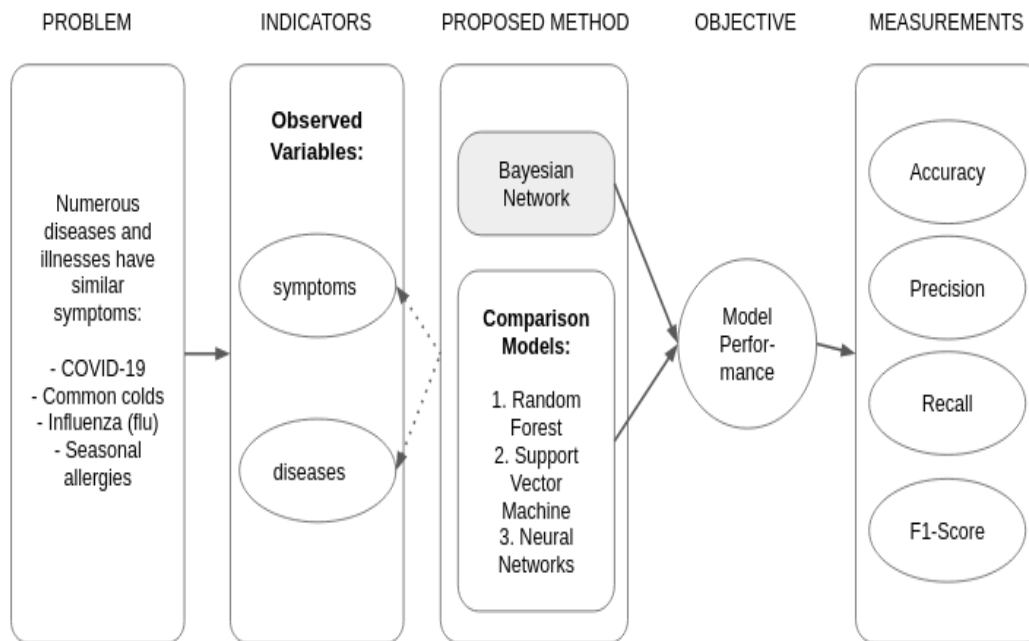 PROBLEM
INDICATORS
PROPOSED METHOD
OBJECTIVE
MEASUREMENTS
Numerous
diseases and
illnesses have
similar
symptoms:
- COVID-19
- Common colds
- Influenza (flu)
- Seasonal
allergies
Observed
Variables:
symptoms
diseases
Bayesian
Network
Comparison
Models:
1. Random
Forest
2. Support
Vector
Machine
3. Neural
Networks
Model
Perfor-
mance
Accuracy
Precision
Recall
F1-Score